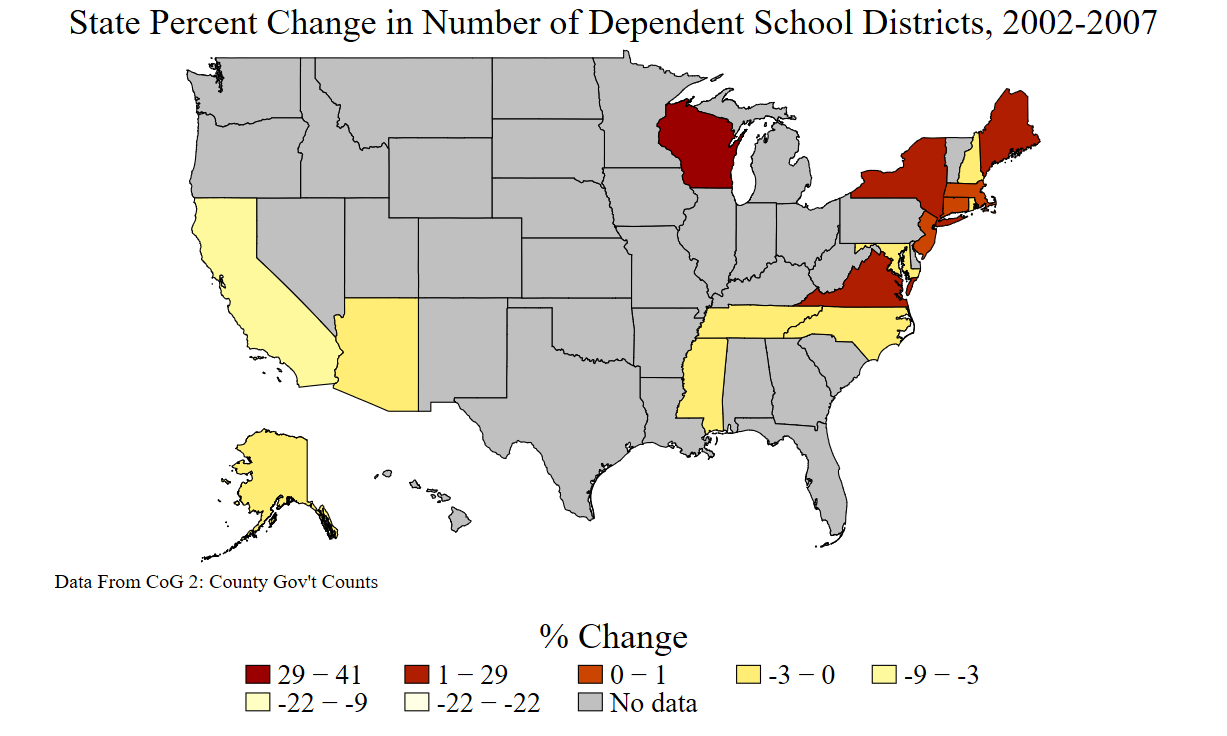 State Percent Change in Number of Dependent School Districts, 2002-2007
Data From CoG 2: County Gov't Counts
% Change
29 − 41 1 − 29 0 − 1 -3 − 0 -9 − -3
-22 − -9 -22 − -22 No data